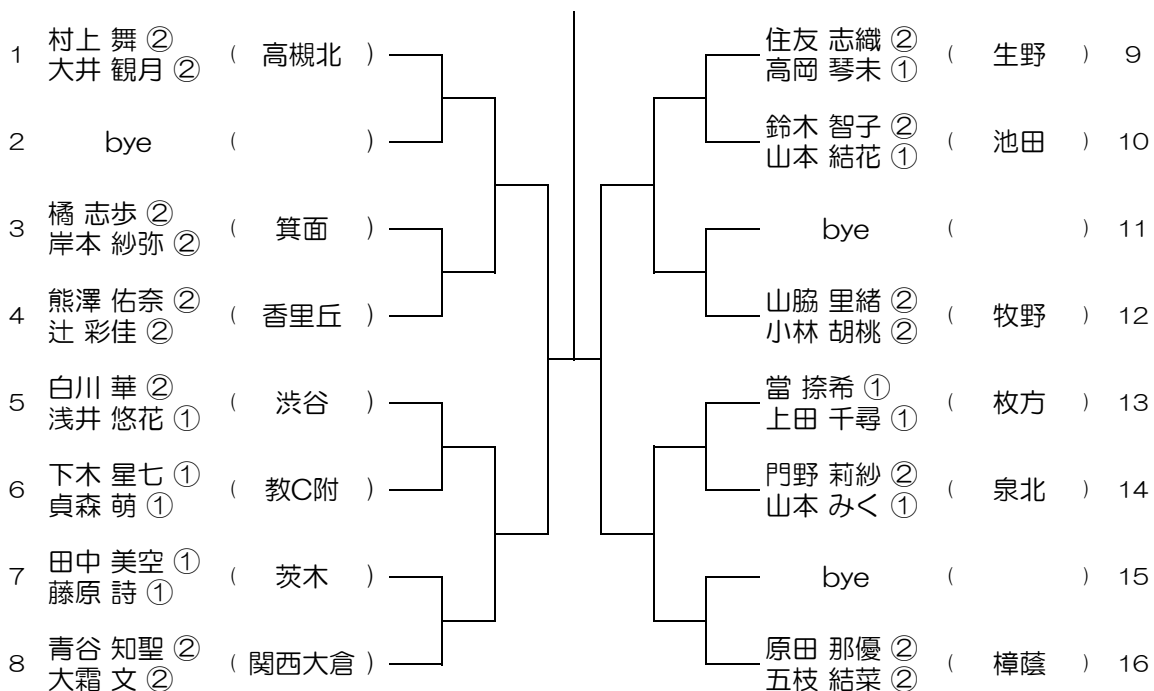 1 村上 舞 ② ( 高槻北 )
大井 観月 ②
2 bye ( )
3 橘 志歩 ② ( 箕面 )
岸本 紗弥 ②
4 熊澤 佑奈 ② ( 香里丘 )
辻 彩佳 ②
5 白川 華 ② ( 渋谷 )
浅井 悠花 ①
6 下木 星七 ① ( 教C附 )
貞森 萌 ①
7 田中 美空 ① ( 茨木 )
藤原 詩 ①
8 青谷 知聖 ② ( 関西大倉 )
大霜 文 ②
住友 志織 ② ( 生野 ) 9
高岡 琴未 ①
鈴木 智子 ② ( 池田 ) 10
山本 結花 ①
bye ( ) 11
山脇 里緒 ② ( 牧野 ) 12
小林 胡桃 ②
當 捺希 ① ( 枚方 ) 13
上田 千尋 ①
門野 莉紗 ② ( 泉北 ) 14
山本 みく ①
bye ( ) 15
原田 那優 ② ( 樟蔭 ) 16
五枝 結菜 ②